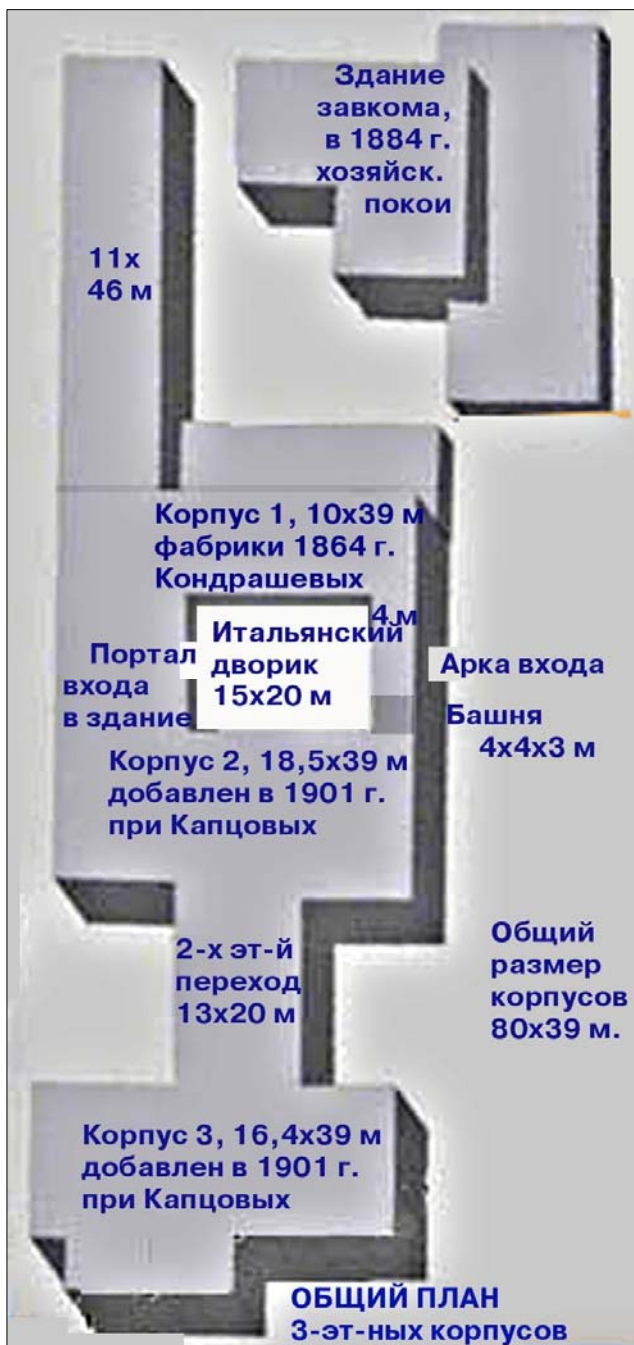 Здание
завкома,
в 1884 г.
хозяйск.
покои
11х
46 м
Корпус 1, 10х39 м
фабрики 1864 г.
Кондрашевых
4 м
Итальянский
дворик
15х20 м
Портал
входа
в здание
Арка входа
Башня
4х4х3 м
Корпус 2, 18,5х39 м
добавлен в 1901 г.
при Капцовых
2-х эт-й
переход
13х20 м
Общий
размер
корпусов
80х39 м.
Корпус 3, 16,4х39 м
добавлен в 1901 г.
при Капцовых
ОБЩИЙ ПЛАН
3-эт-ных корпусов